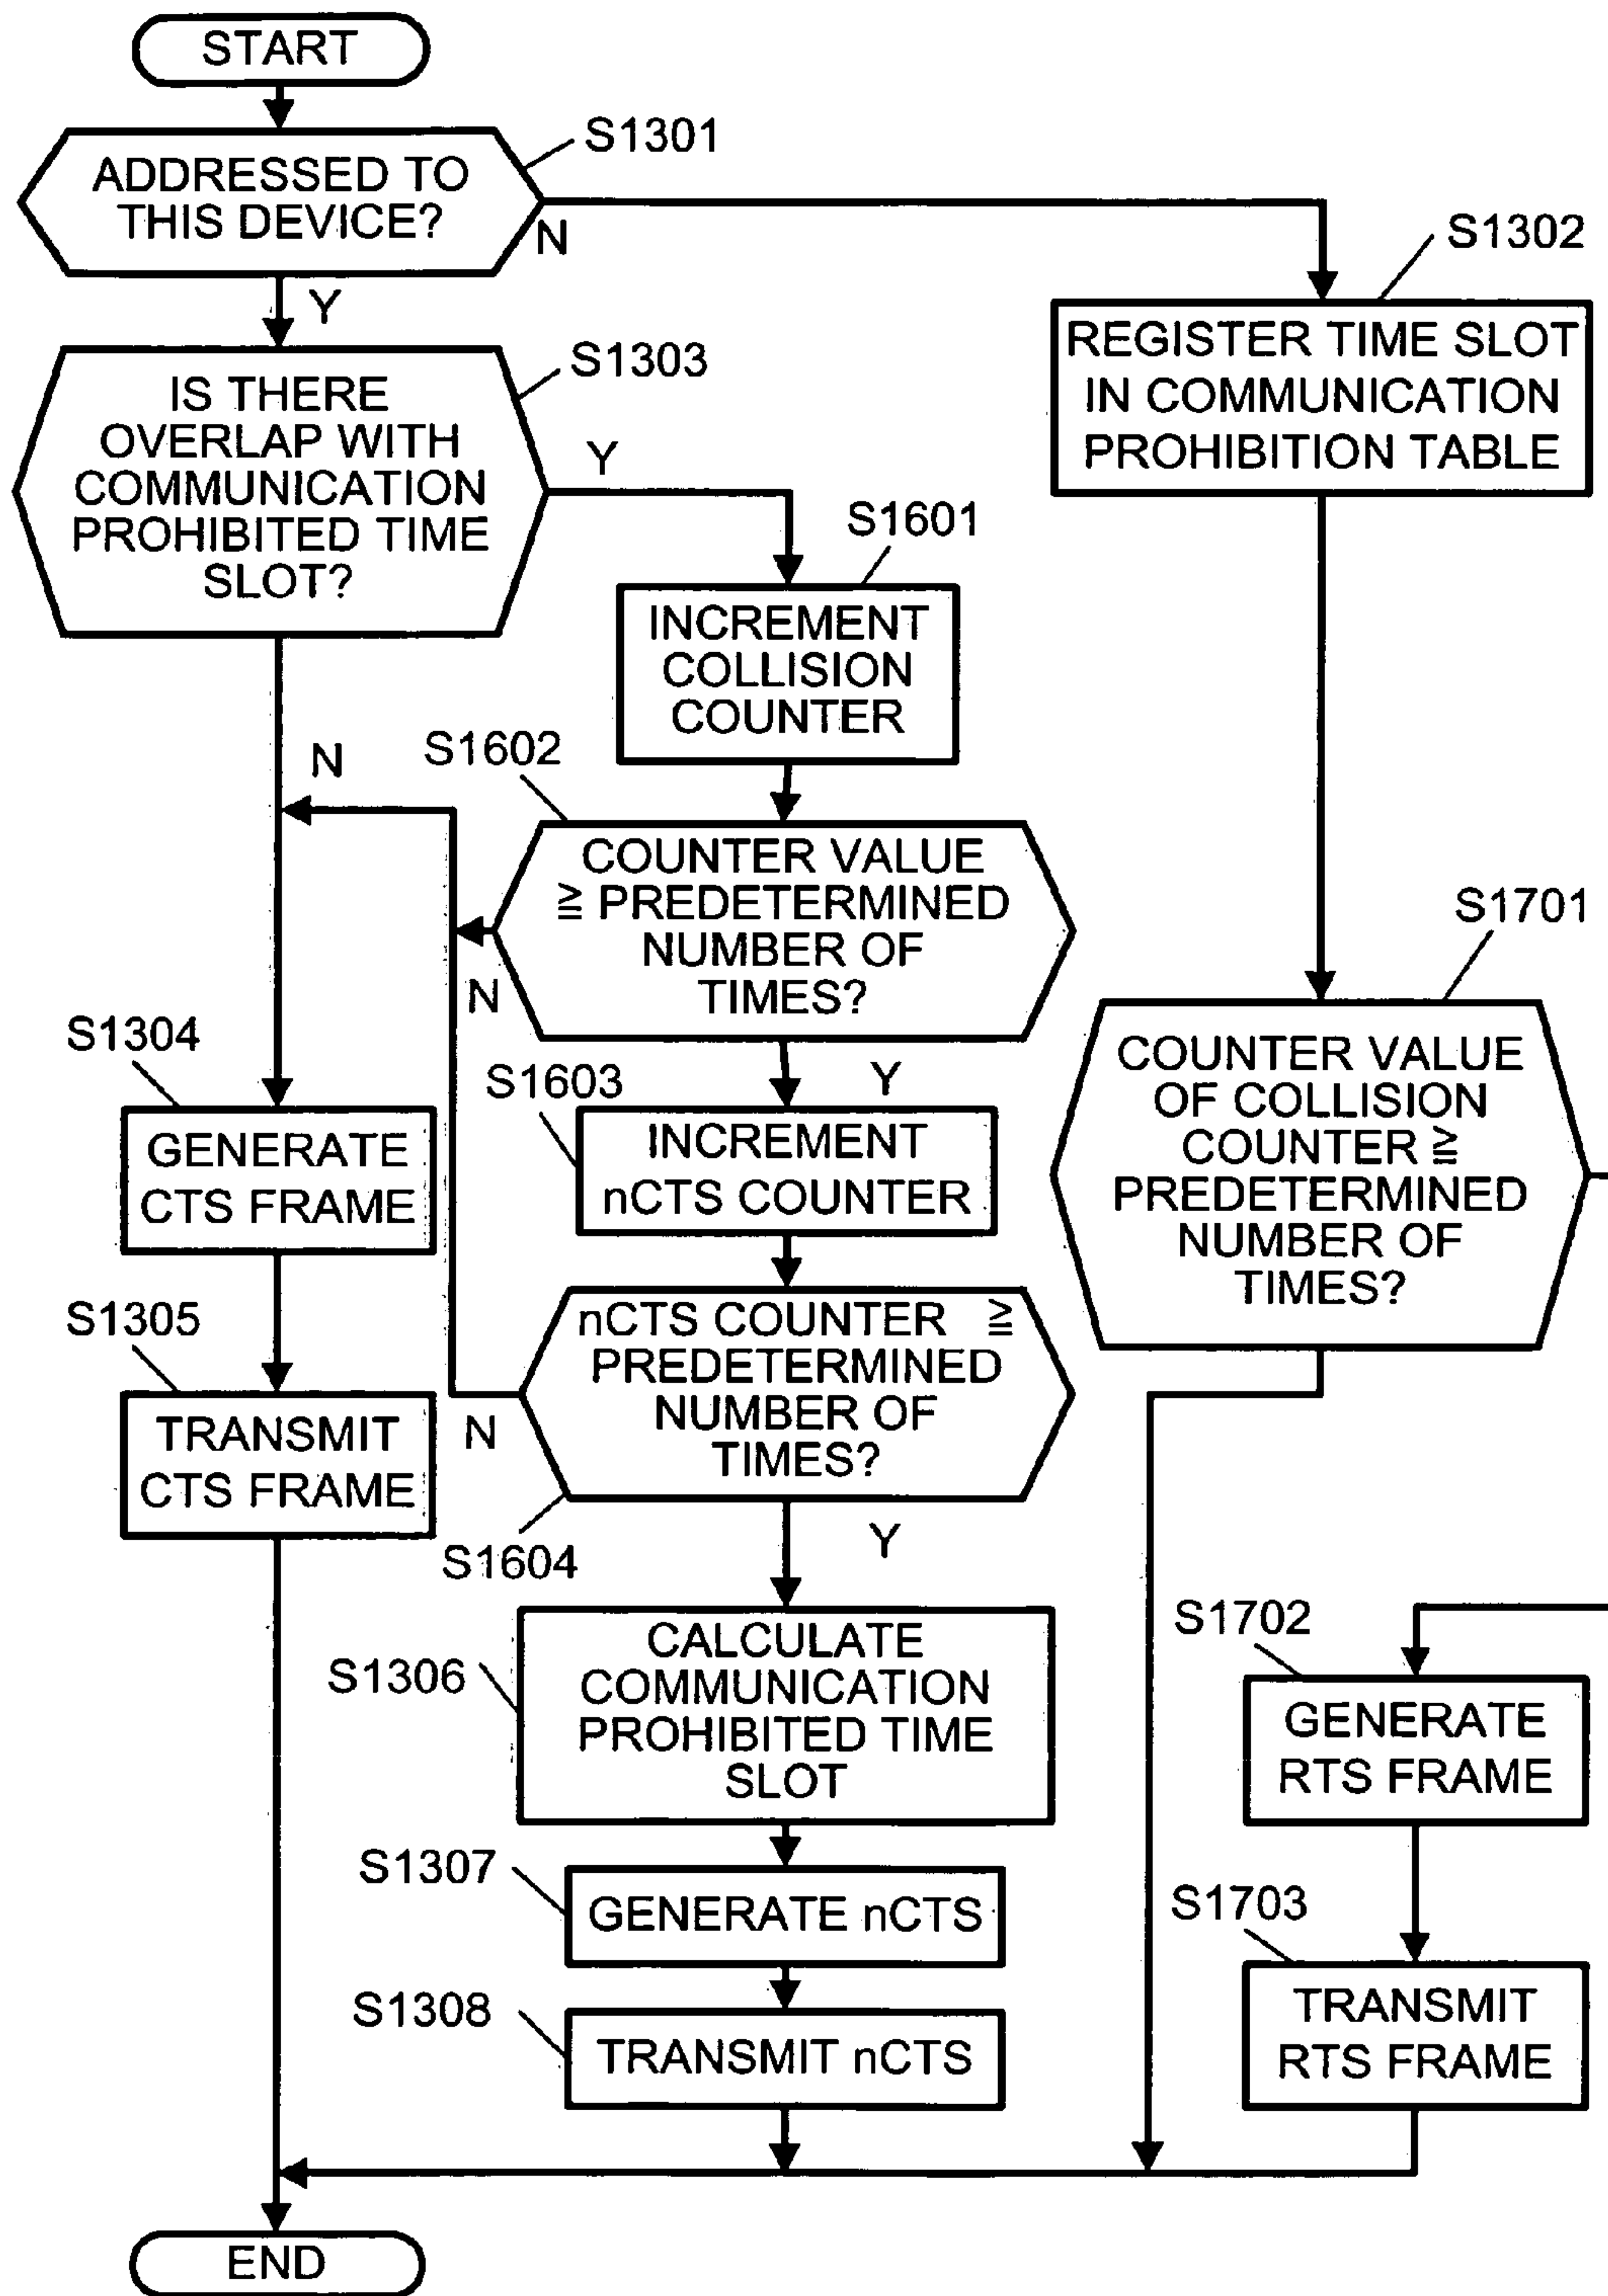 START
S1301
ADDRESSED TO
THIS DEVICE?
N
Y
S1302
REGISTER TIME SLOT
IN COMMUNICATION
PROHIBITION TABLE
S1303
IS THERE
OVERLAP WITH
COMMUNICATION
PROHIBITED TIME
SLOT?
Y
N
S1601
INCREMENT
COLLISION
COUNTER
S1602
COUNTER VALUE
≧ PREDETERMINED
NUMBER OF
TIMES?
N
Y
S1701
COUNTER VALUE
OF COLLISION
COUNTER ≧
PREDETERMINED
NUMBER OF
TIMES?
S1304
GENERATE
CTS FRAME
S1603
INCREMENT
nCTS COUNTER
S1305
TRANSMIT
CTS FRAME
nCTS COUNTER ≧
PREDETERMINED
NUMBER OF
TIMES?
N
Y
S1604
S1306
CALCULATE
COMMUNICATION
PROHIBITED TIME
SLOT
S1702
GENERATE
RTS FRAME
S1307
GENERATE nCTS
S1703
TRANSMIT
RTS FRAME
S1308
TRANSMIT nCTS
END